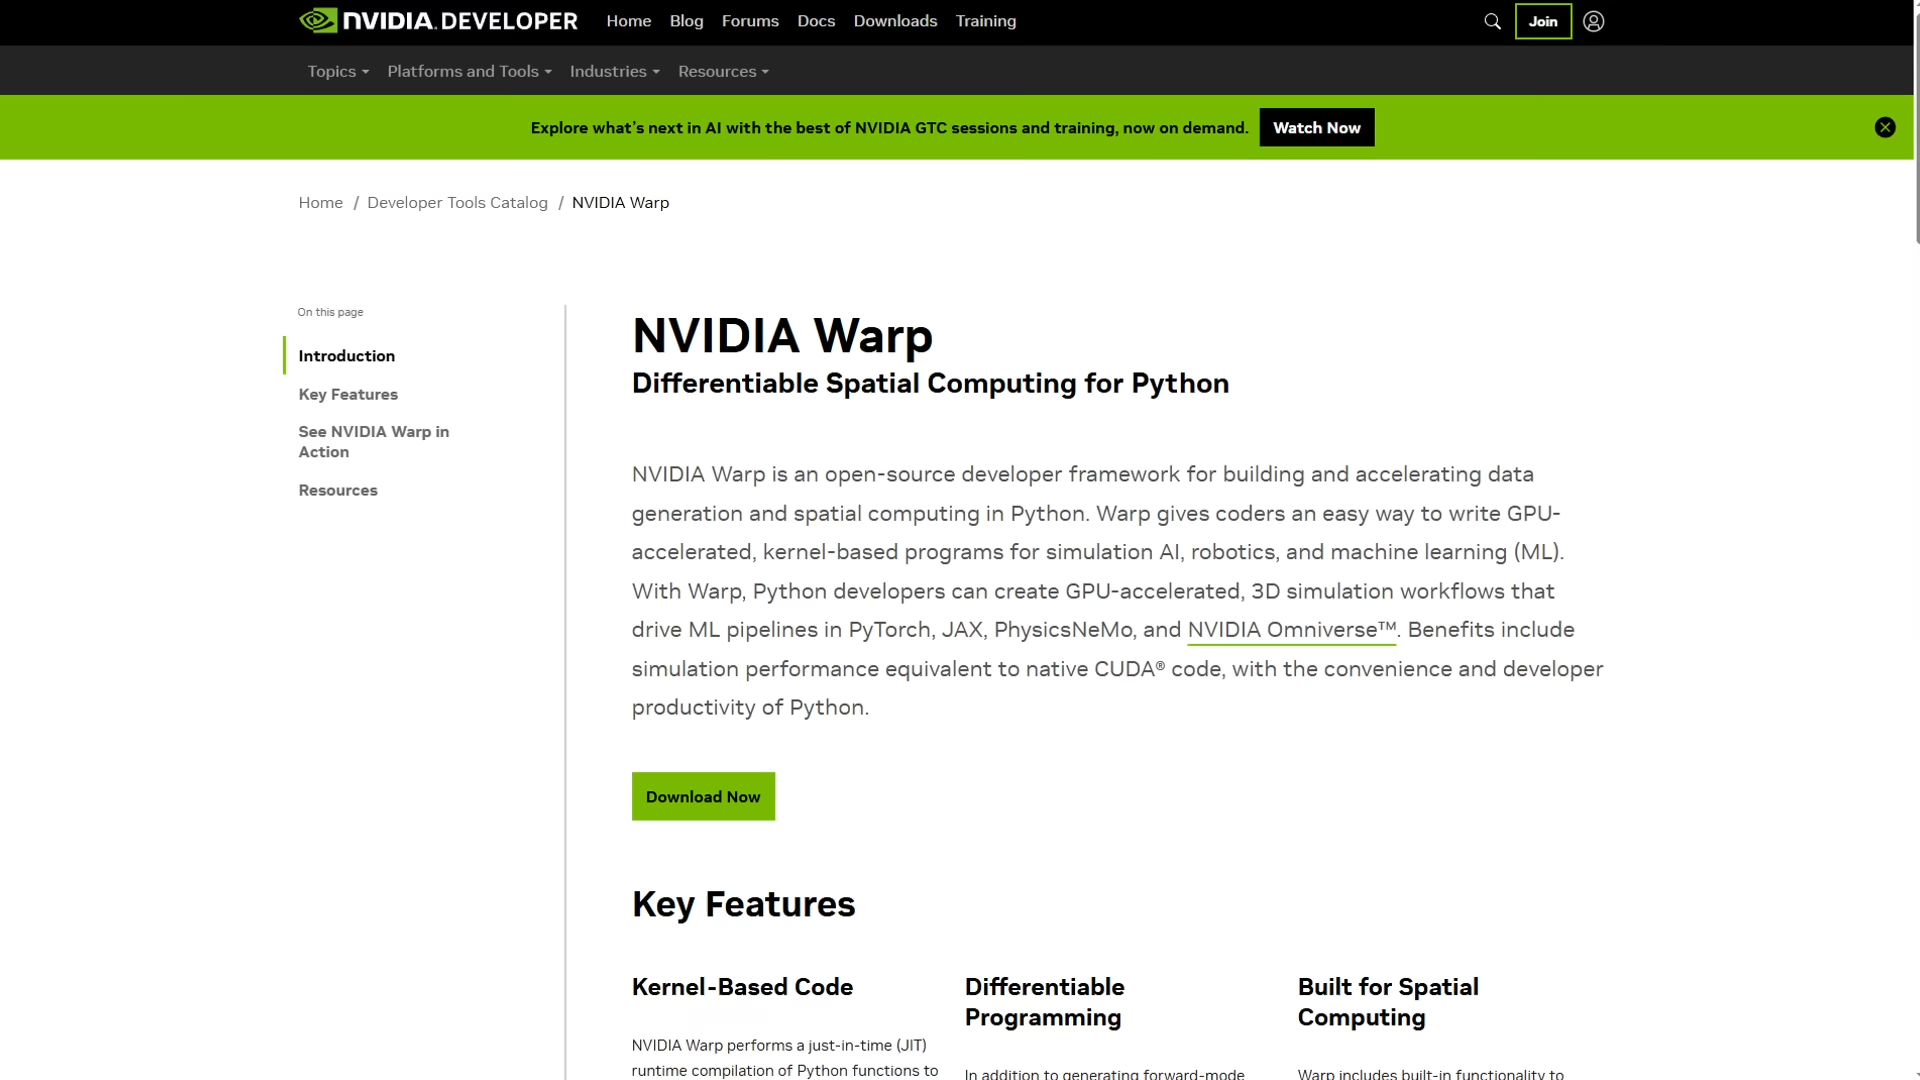 NVIDIA. DEVELOPER
Home Blog Forums Docs Downloads Training
Join
Topics Platforms and Tools Industries Resources
Explore what's next in AI with the best of NVIDIA GTC sessions and training, now on demand. Watch Now
Home / Developer Tools Catalog / NVIDIA Warp
On this page
Introduction
Key Features
See NVIDIA Warp in
Action
Resources
NVIDIA Warp
Differentiable Spatial Computing for Python
NVIDIA Warp is an open-source developer framework for building and accelerating data
generation and spatial computing in Python. Warp gives coders an easy way to write GPU-
accelerated, kernel-based programs for simulation AI, robotics, and machine learning (ML).
With Warp, Python developers can create GPU-accelerated, 3D simulation workflows that
drive ML pipelines in PyTorch, JAX, PhysicsNeMo, and NVIDIA Omniverse™. Benefits include
simulation performance equivalent to native CUDA® code, with the convenience and developer
productivity of Python.
Download Now
Key Features
Kernel-Based Code
NVIDIA Warp performs a just-in-time (JIT)
runtime compilation of Python functions to
Differentiable
Programming
In addition to generating forward-mode
Built for Spatial
Computing
Warp includes built-in functionality to